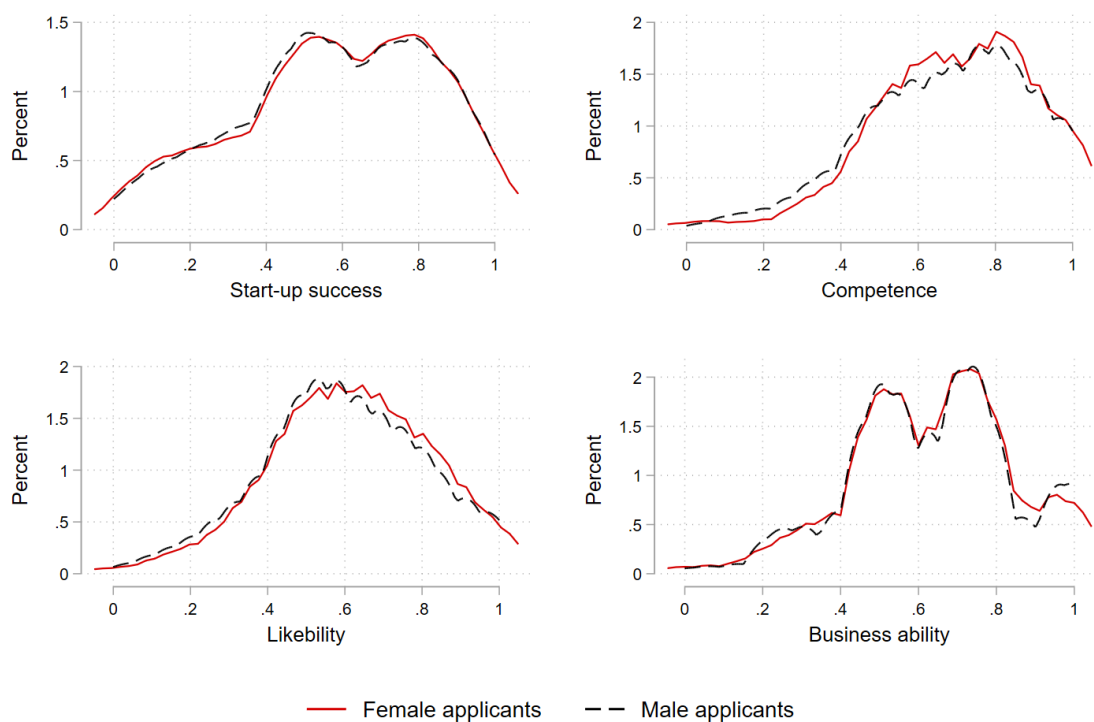 1.5
1
.5
0
Percent
0 .2 .4 .6 .8 1
Start-up success
2
1.5
1
.5
0
Percent
0 .2 .4 .6 .8 1
Competence
2
1.5
1
.5
0
Percent
0 .2 .4 .6 .8 1
Likebility
2
1.5
1
.5
0
Percent
0 .2 .4 .6 .8 1
Business ability
Female applicants Male applicants